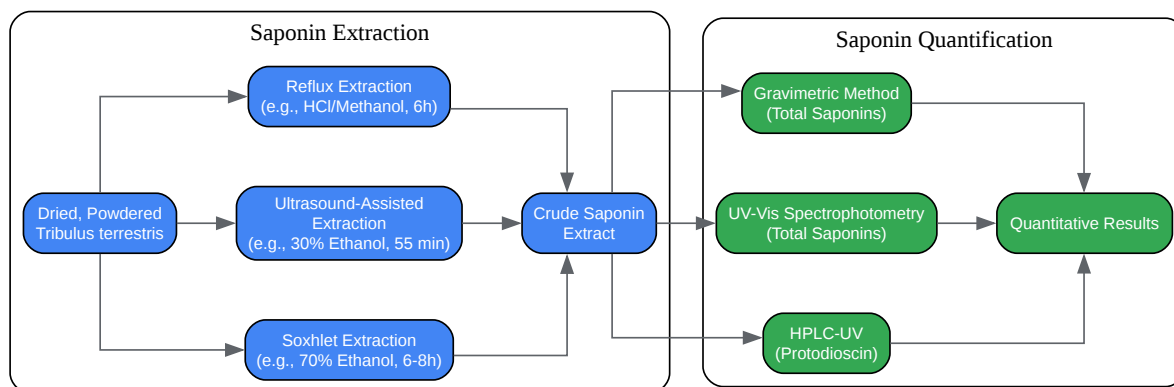 Saponin Extraction
Reflux Extraction
(e.g., HCl/Methanol, 6h)
Dried, Powdered
Tribulus terrestris
Ultrasound-Assisted
Extraction
(e.g., 30% Ethanol, 55 min)
Soxhlet Extraction
(e.g., 70% Ethanol, 6-8h)
Crude Saponin
Extract
Saponin Quantification
Gravimetric Method
(Total Saponins)
UV-Vis Spectrophotometry
(Total Saponins)
HPLC-UV
(Protodioscin)
Quantitative Results